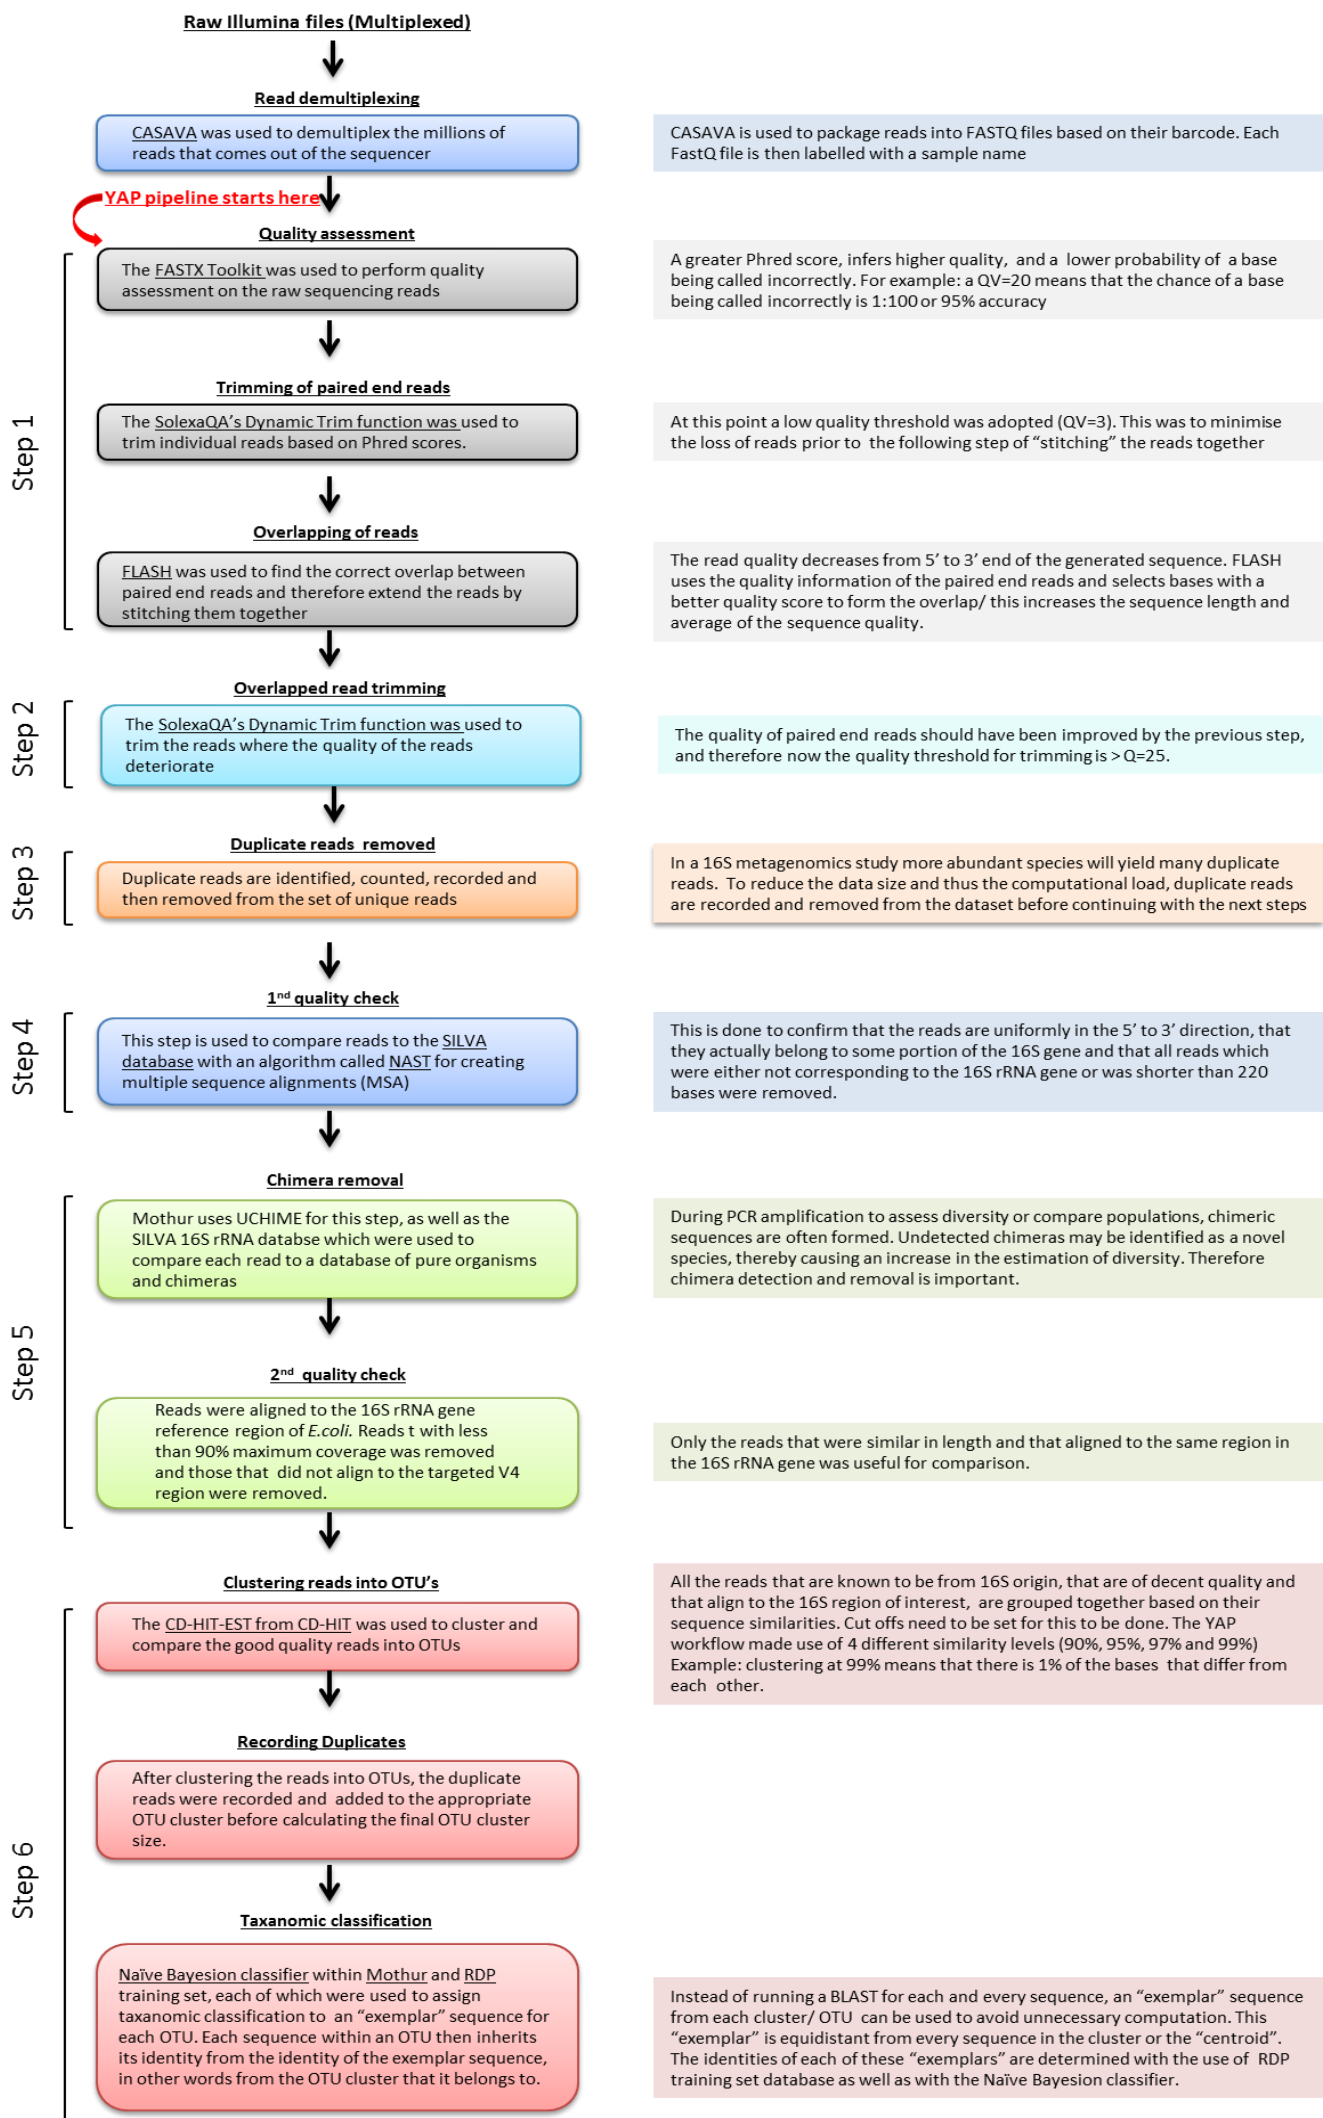 Raw Illumina files (Multiplexed)
Read demultiplexing
CASAVA was used to demultiplex the millions of
reads that comes out of the sequencer
CASAVA is used to package reads into FASTQ files based on their barcode. Each
FastQ file is then labelled with a sample name
YAP pipeline starts here
Step 1
Quality assessment
The FASTX Toolkit was used to perform quality
assessment on the raw sequencing reads
A greater Phred score, infers higher quality, and a lower probability of a base
being called incorrectly. For example: a QV=20 means that the chance of a base
being called incorrectly is 1:100 or 95% accuracy
Trimming of paired end reads
The SolexaQA’s Dynamic Trim function was used to
trim individual reads based on Phred scores.
At this point a low quality threshold was adopted (QV=3). This was to minimise
the loss of reads prior to the following step of “stitching” the reads together
Overlapping of reads
FLASH was used to find the correct overlap between
paired end reads and therefore extend the reads by
stitching them together
The read quality decreases from 5’ to 3’ end of the generated sequence. FLASH
uses the quality information of the paired end reads and selects bases with a
better quality score to form the overlap/ this increases the sequence length and
average of the sequence quality.
Step 2
Overlapped read trimming
The SolexaQA’s Dynamic Trim function was used to
trim the reads where the quality of the reads
deteriorate
The quality of paired end reads should have been improved by the previous step,
and therefore now the quality threshold for trimming is > Q=25.
Step 3
Duplicate reads removed
Duplicate reads are identified, counted, recorded and
then removed from the set of unique reads
In a 16S metagenomics study more abundant species will yield many duplicate
reads. To reduce the data size and thus the computational load, duplicate reads
are recorded and removed from the dataset before continuing with the next steps
Step 4
1nd quality check
This step is used to compare reads to the SILVA
database with an algorithm called NAST for creating
multiple sequence alignments (MSA)
This is done to confirm that the reads are uniformly in the 5’ to 3’ direction, that
they actually belong to some portion of the 16S gene and that all reads which
were either not corresponding to the 16S rRNA gene or was shorter than 220
bases were removed.
Step 5
Chimera removal
Mothur uses UCHIME for this step, as well as the
SILVA 16S rRNA databse which were used to
compare each read to a database of pure organisms
and chimeras
During PCR amplification to assess diversity or compare populations, chimeric
sequences are often formed. Undetected chimeras may be identified as a novel
species, thereby causing an increase in the estimation of diversity. Therefore
chimera detection and removal is important.
2nd quality check
Reads were aligned to the 16S rRNA gene
reference region of E.coli. Reads t with less
than 90% maximum coverage was removed
and those that did not align to the targeted V4
region were removed.
Only the reads that were similar in length and that aligned to the same region in
the 16S rRNA gene was useful for comparison.
Step 6
Clustering reads into OTU’s
The CD-HIT-EST from CD-HIT was used to cluster and
compare the good quality reads into OTUs
All the reads that are known to be from 16S origin, that are of decent quality and
that align to the 16S region of interest, are grouped together based on their
sequence similarities. Cut offs need to be set for this to be done. The YAP
workflow made use of 4 different similarity levels (90%, 95%, 97% and 99%)
Example: clustering at 99% means that there is 1% of the bases that differ from
each other.
Recording Duplicates
After clustering the reads into OTUs, the duplicate
reads were recorded and added to the appropriate
OTU cluster before calculating the final OTU cluster
size.
Taxanomic classification
Naïve Bayesion classifier within Mothur and RDP
training set, each of which were used to assign
taxanomic classification to an “exemplar” sequence for
each OTU. Each sequence within an OTU then inherits
its identity from the identity of the exemplar sequence,
in other words from the OTU cluster that it belongs to.
Instead of running a BLAST for each and every sequence, an “exemplar” sequence
from each cluster/ OTU can be used to avoid unnecessary computation. This
“exemplar” is equidistant from every sequence in the cluster or the “centroid”.
The identities of each of these “exemplars” are determined with the use of RDP
training set database as well as with the Naïve Bayesion classifier.